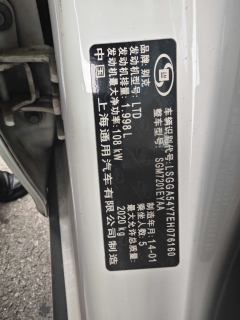 品牌: 别克
发动机型号: LTD
发动机排量: 1.998 L
发动机最大净功率: 108 kW
中国 上海通用汽车有限公司制造
车辆识别代号: LSGGA54Y7EH076160
整车型号: SGM7201EYAA
制造年月: 14-01
乘坐人数: 5
最大允许总质量: 2020 kg